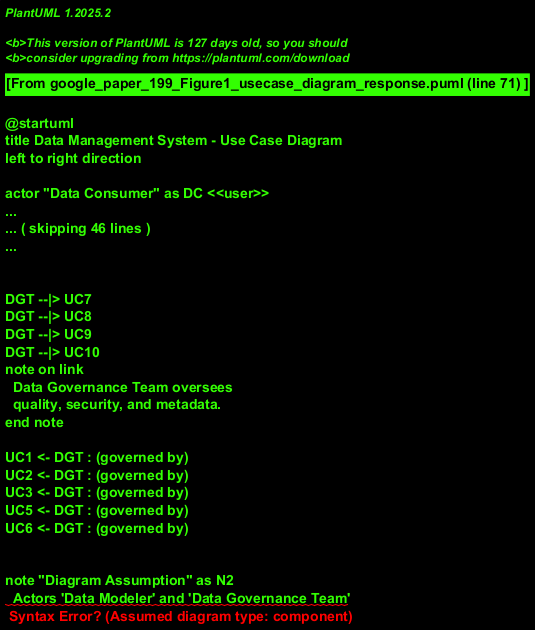 PlantUML 1.2025.2
<b>This version of PlantUML is 127 days old, so you should
<b>consider upgrading from https://plantuml.com/download
[From google_paper_199_Figure1_usecase_diagram_response.puml (line 71) ]
@startuml
title Data Management System - Use Case Diagram
left to right direction
actor "Data Consumer" as DC <<user>>
...
... ( skipping 46 lines )
...
DGT --|> UC7
DGT --|> UC8
DGT --|> UC9
DGT --|> UC10
note on link
Data Governance Team oversees
quality, security, and metadata.
end note
UC1 <- DGT : (governed by)
UC2 <- DGT : (governed by)
UC3 <- DGT : (governed by)
UC5 <- DGT : (governed by)
UC6 <- DGT : (governed by)
note "Diagram Assumption" as N2
Actors 'Data Modeler' and 'Data Governance Team'
Syntax Error? (Assumed diagram type: component)